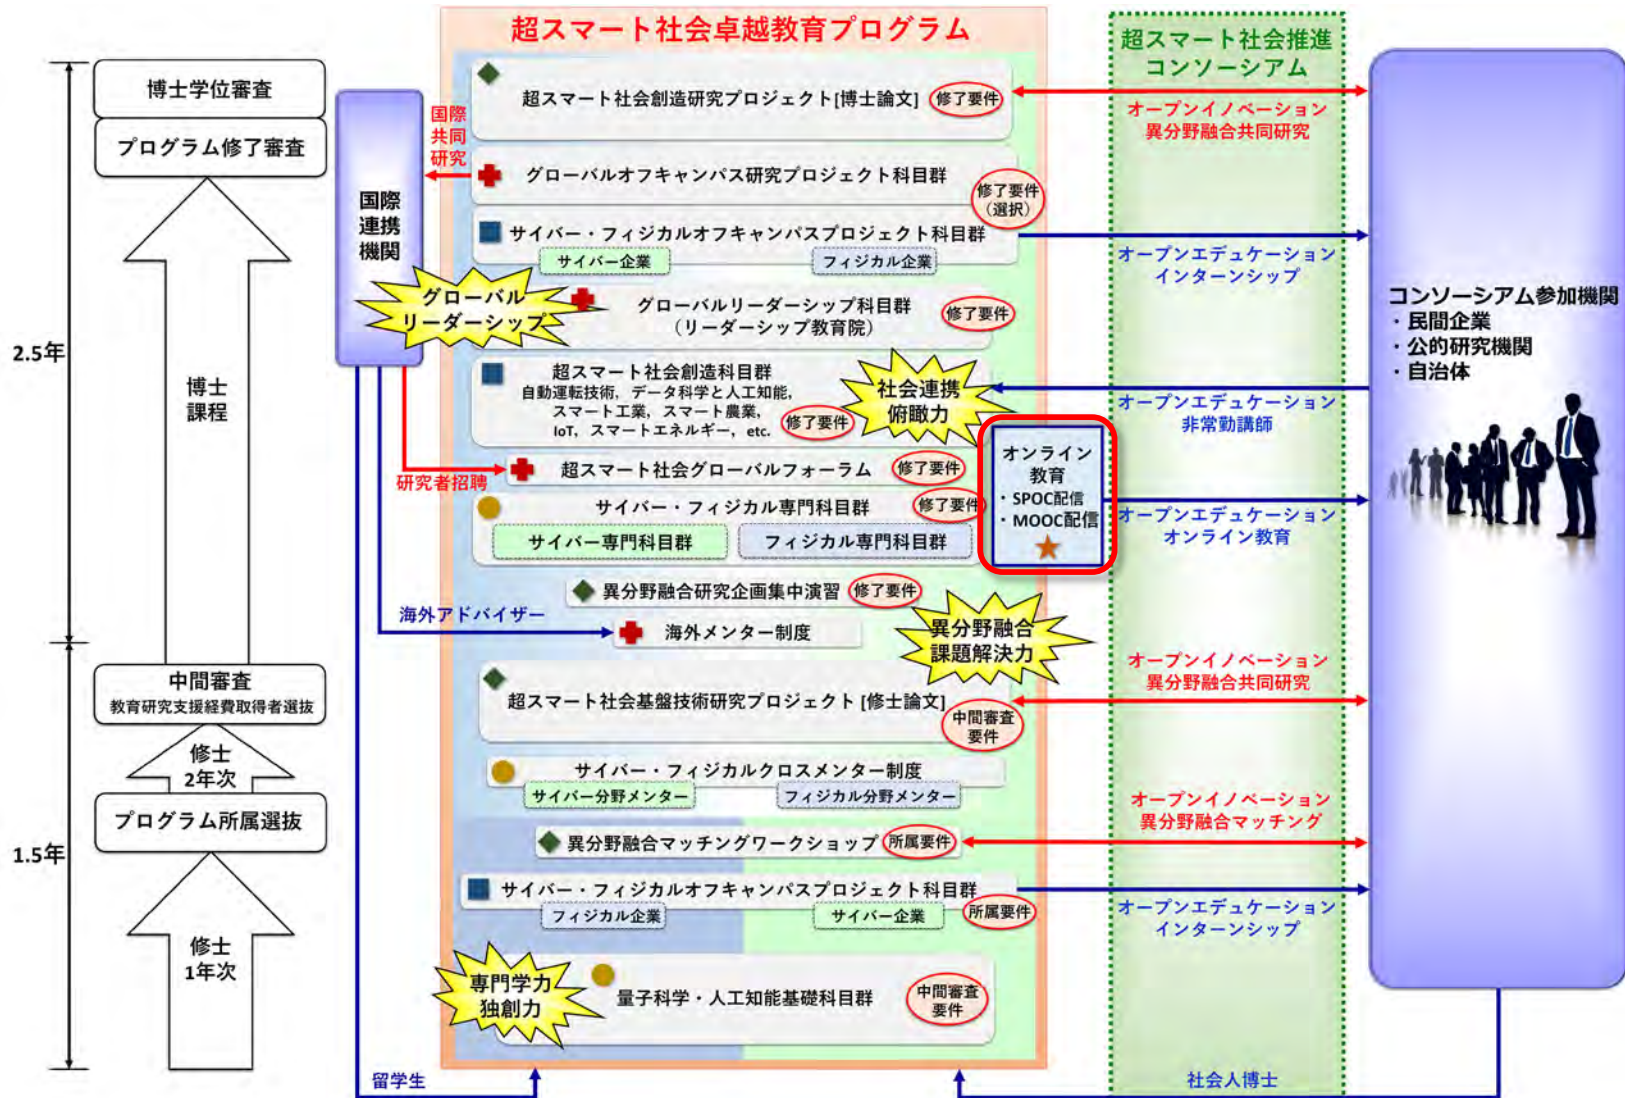 超スマート社会卓越教育プログラム
超スマート社会推進
コンソーシアム
博士学位審査
プログラム修了審査
2.5年
博士
課程
中間審査
教育研究支援経費取得者選抜
修士
2年次
プログラム所属選抜
1.5年
修士
1年次
国際
連携
機関
国際
共同
研究
グローバル
リーダーシップ
研究者招聘
海外アドバイザー
留学生
超スマート社会創造研究プロジェクト[博士論文]
修了要件
グローバルオフキャンパス研究プロジェクト科目群
修了要件
（選択）
サイバー・フィジカルオフキャンパスプロジェクト科目群
サイバー企業
フィジカル企業
グローバルリーダーシップ科目群
（リーダーシップ教育院）
修了要件
超スマート社会創造科目群
自動運転技術，データ科学と人工知能，
スマート工業，スマート農業，
IoT，スマートエネルギー，etc.
修了要件
社会連携
俯瞰力
超スマート社会グローバルフォーラム
修了要件
サイバー・フィジカル専門科目群
修了要件
サイバー専門科目群
フィジカル専門科目群
オンライン
教育
・SPOC配信
・MOOC配信
異分野融合研究企画集中演習
修了要件
海外メンター制度
異分野融合
課題解決力
超スマート社会基盤技術研究プロジェクト [修士論文]
中間審査
要件
サイバー・フィジカルクロスメンター制度
サイバー分野メンター
フィジカル分野メンター
異分野融合マッチングワークショップ
所属要件
サイバー・フィジカルオフキャンパスプロジェクト科目群
フィジカル企業
サイバー企業
所属要件
専門学力
独創力
量子科学・人工知能基礎科目群
中間審査
要件
オープンイノベーション
異分野融合共同研究
オープンエデュケーション
インターンシップ
オープンエデュケーション
非常勤講師
オープンエデュケーション
オンライン教育
オープンイノベーション
異分野融合共同研究
オープンイノベーション
異分野融合マッチング
オープンエデュケーション
インターンシップ
社会人博士
コンソーシアム参加機関
・民間企業
・公的研究機関
・自治体